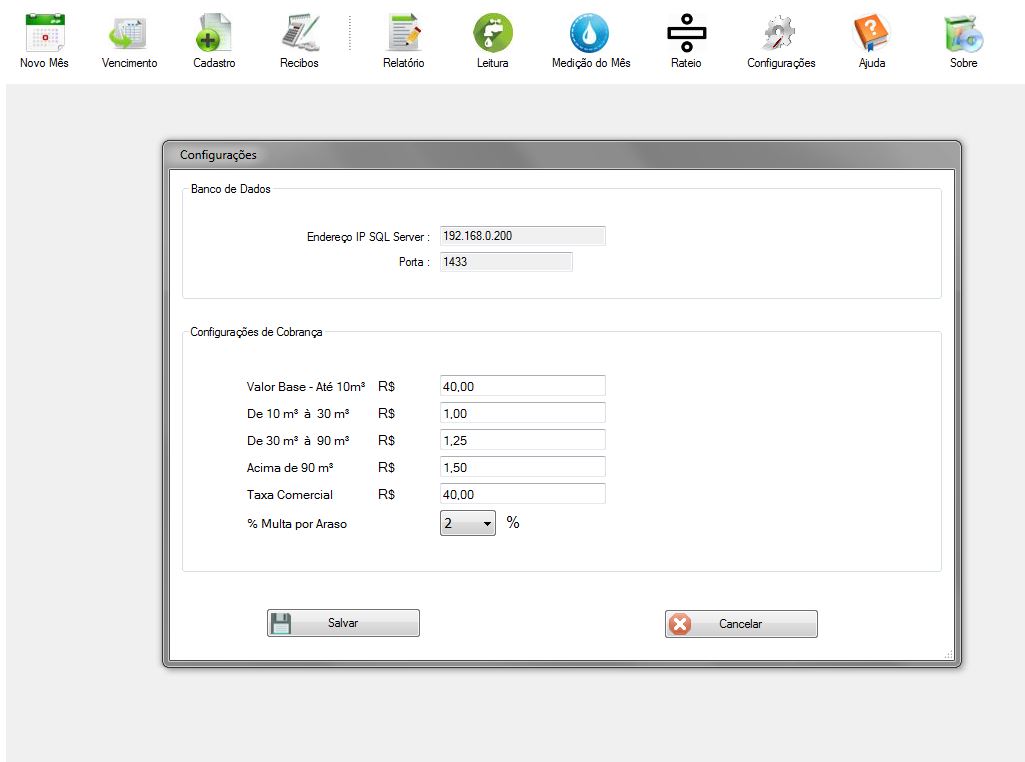 Novo Mês Vencimento Cadastro Recibos Relatório Leitura Medição do Mês Rateio Configurações Ajuda Sobre
Configurações
Banco de Dados
Endereço IP SQL Server : 192.168.0.200
Porta : 1433
Configurações de Cobrança
Valor Base - Até 10m³ R$ 40,00
De 10 m³ à 30 m³ R$ 1,00
De 30 m³ à 90 m³ R$ 1,25
Acima de 90 m³ R$ 1,50
Taxa Comercial R$ 40,00
% Multa por Araso 2 %
Salvar Cancelar